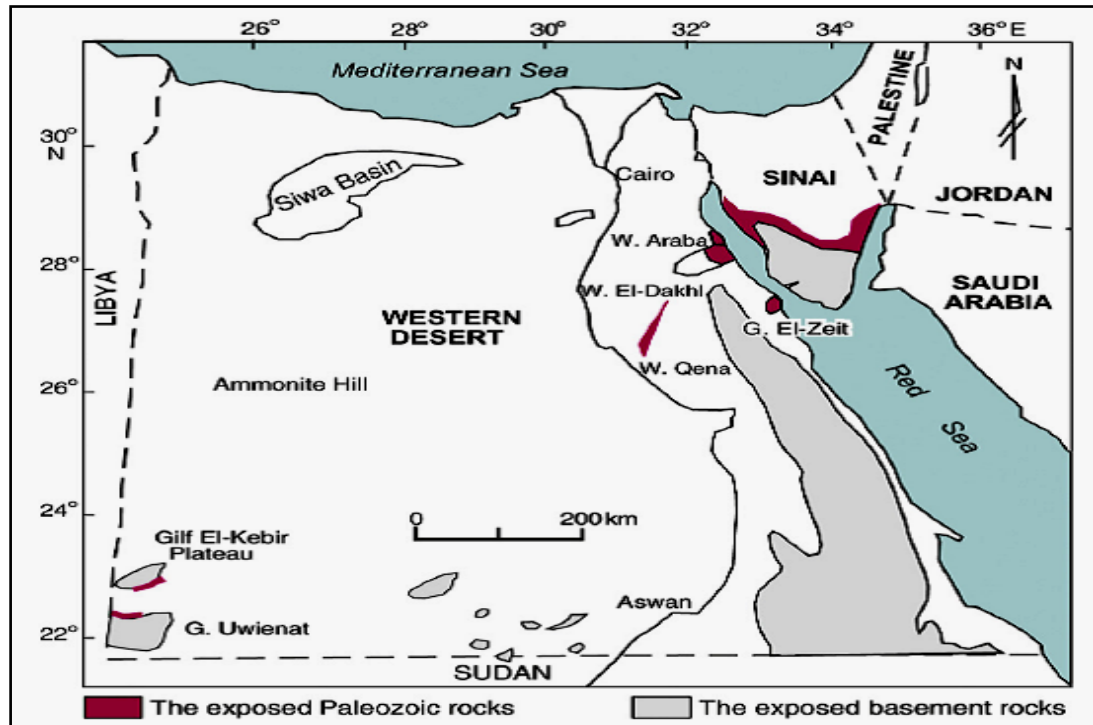 26°
28°
30°
32°
34°
36°E
Mediterranean Sea
PALESTINE
N
30°
N
Siwa Basin
Cairo
SINAI
JORDAN
W. Araba
28°
SAUDI
ARABIA
W. El-Dakhl
LIBYA
WESTERN
DESERT
G. El-Zeit
W. Qena
Ammonite Hill
26°
Red
Sea
24°
0
200km
Gilf El-Kebir
Plateau
Aswan
22°
G. Uwienat
SUDAN
The exposed Paleozoic rocks
The exposed basement rocks